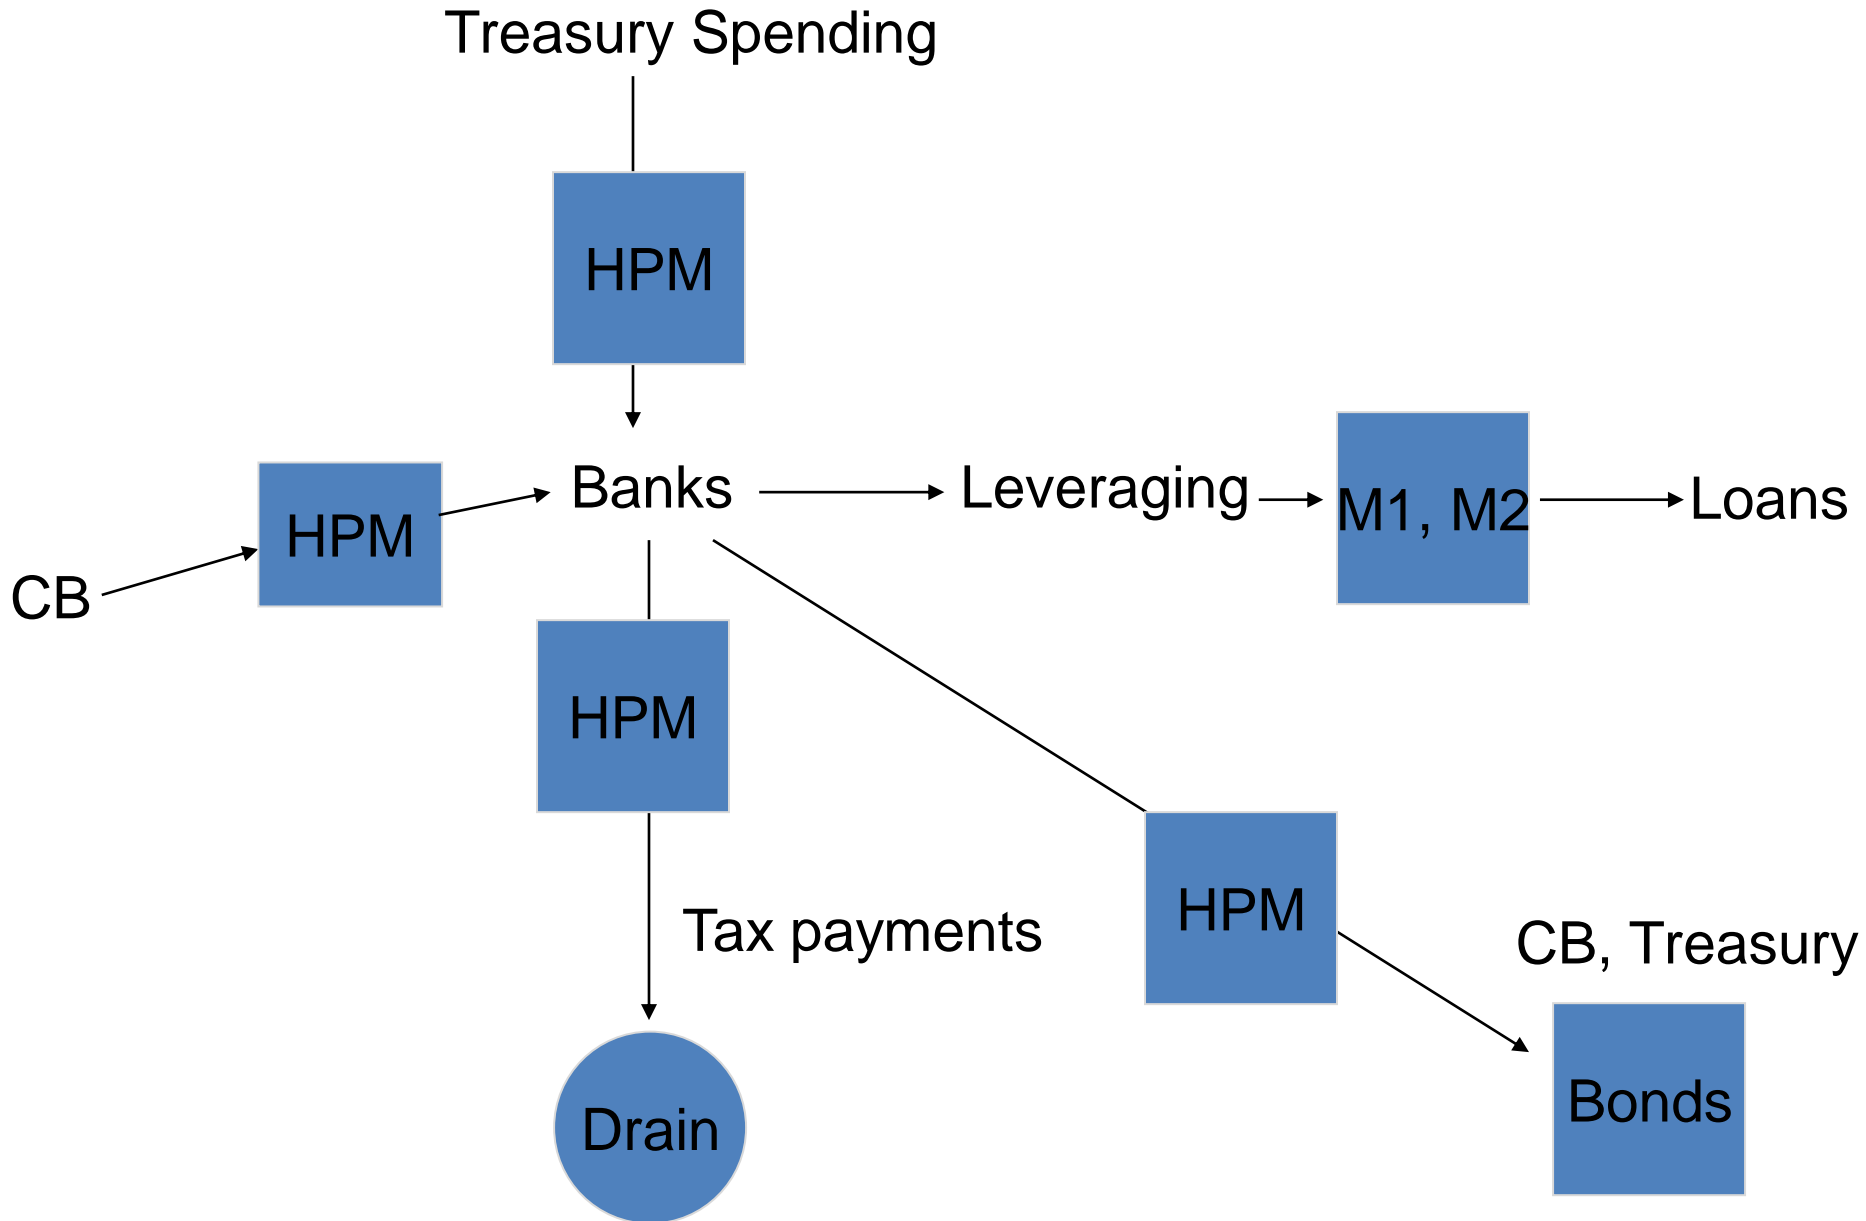 Treasury Spending
HPM
Banks
Leveraging
M1, M2
Loans
HPM
CB
HPM
Tax payments
HPM
CB, Treasury
Bonds
Drain